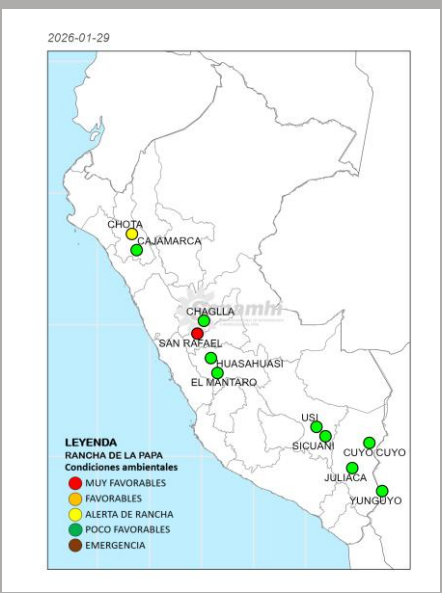 2026-01-29
CHOTA
CAJAMARCA
Senamhi
CHAGLLA
SAN RAFAEL
HUASAHUASI
EL MANTARO
USI
SICUANI
CUYO CUYO
JULIACA
YUNGUYO
LEYENDA
RANCHA DE LA PAPA
Condiciones ambientales
MUY FAVORABLES
FAVORABLES
ALERTA DE RANCHA
POCO FAVORABLES
EMERGENCIA